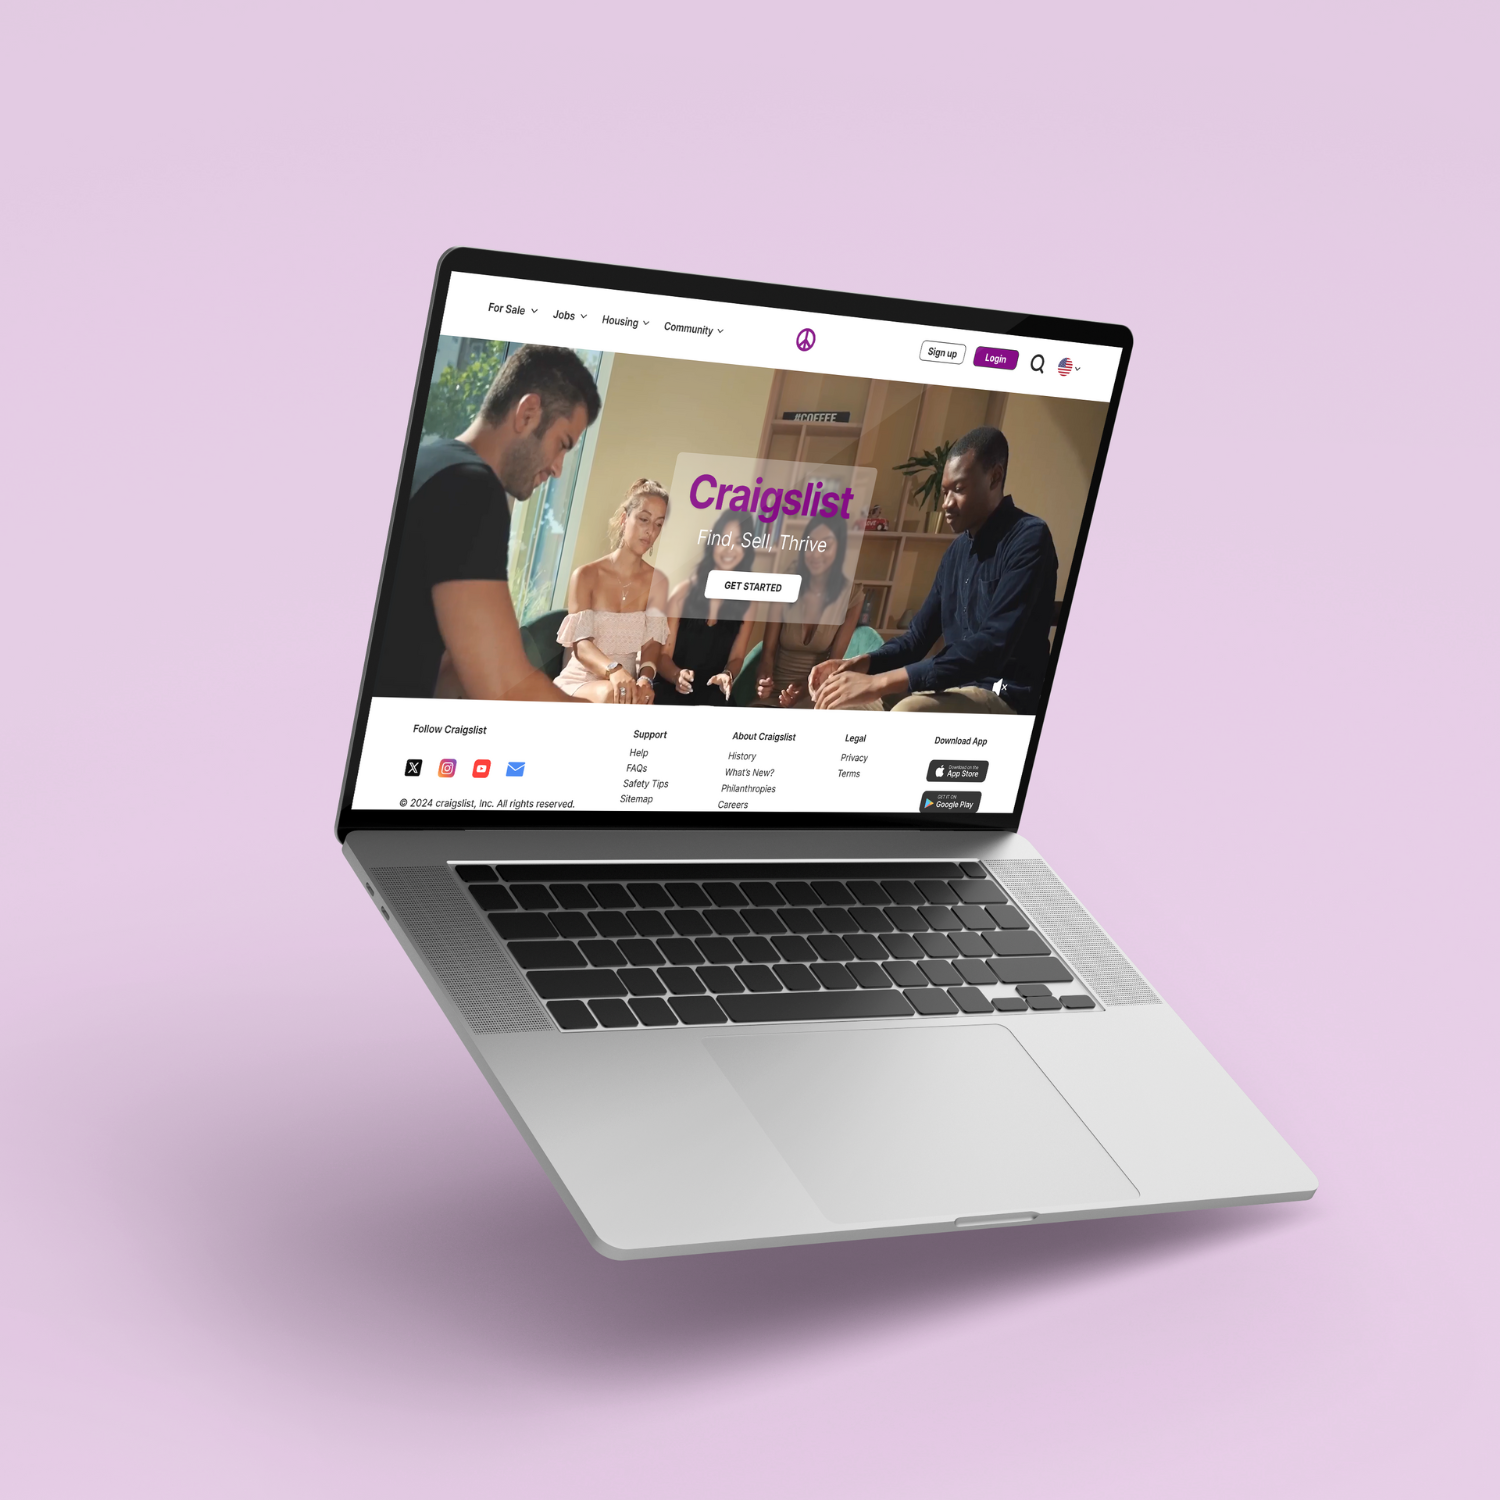 For Sale
Jobs
Housing
Community
Sign up
Login
#COFFEE
Craigslist
Find, Sell, Thrive
GET STARTED
Follow Craigslist
© 2024 craigslist, Inc. All rights reserved.
Support
Help
FAQs
Safety Tips
Sitemap
About Craigslist
History
What's New?
Philanthropies
Careers
Legal
Privacy
Terms
Download App
Download on the
App Store
GET IT ON
Google Play